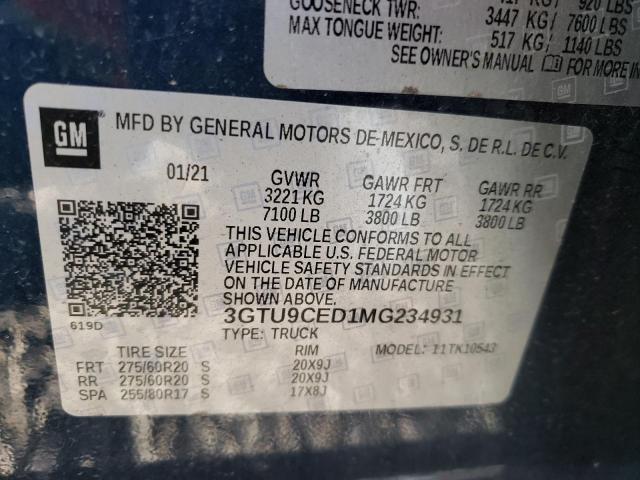 GOOSENECK TWR: 3447 KG/ 7600 LBS
MAX TONGUE WEIGHT: 517 KG/ 1140 LBS
SEE OWNER'S MANUAL FOR MORE
GM
MFD BY GENERAL MOTORS DE MEXICO, S. DE R.L. DE C.V.
01/21 GVWR GAWR FRT GAWR RR
3221 KG 1724 KG 1724 KG
7100 LB 3800 LB 3800 LB
THIS VEHICLE CONFORMS TO ALL
APPLICABLE U.S. FEDERAL MOTOR
VEHICLE SAFETY STANDARDS IN EFFECT
ON THE DATE OF MANUFACTURE
SHOWN ABOVE.
619D
3GTU9CED1MG234931
TYPE: TRUCK MODEL: 11TK10543
TIRE SIZE RIM
FRT 275/60R20 S 20X9J
RR 275/60R20 S 20X9J
SPA 255/80R17 S 17X8J